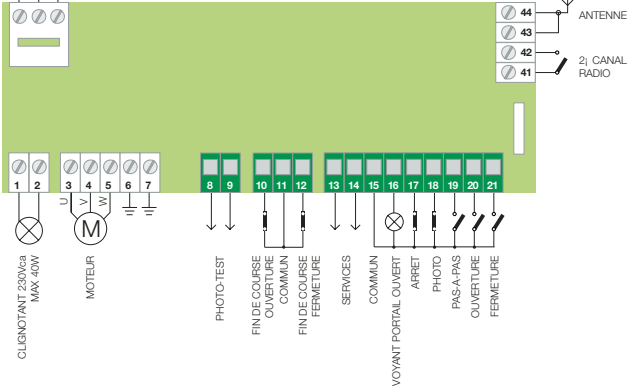 44
ANTENNE
43
42
2¡ CANAL
RADIO
41
1 2 3 4 5 6 7 8 9 10 11 12 13 14 15 16 17 18 19 20 21
U
V
W
M
CLIGNOTANT 230Vca
MAX 40W
MOTEUR
PHOTO-TEST
FIN DE COURSE
OUVERTURE
COMMUN
FIN DE COURSE
FERMETURE
SERVICES
COMMUN
VOYANT PORTAIL OUVERT
ARRET
PHOTO
PAS-A-PAS
OUVERTURE
FERMETURE